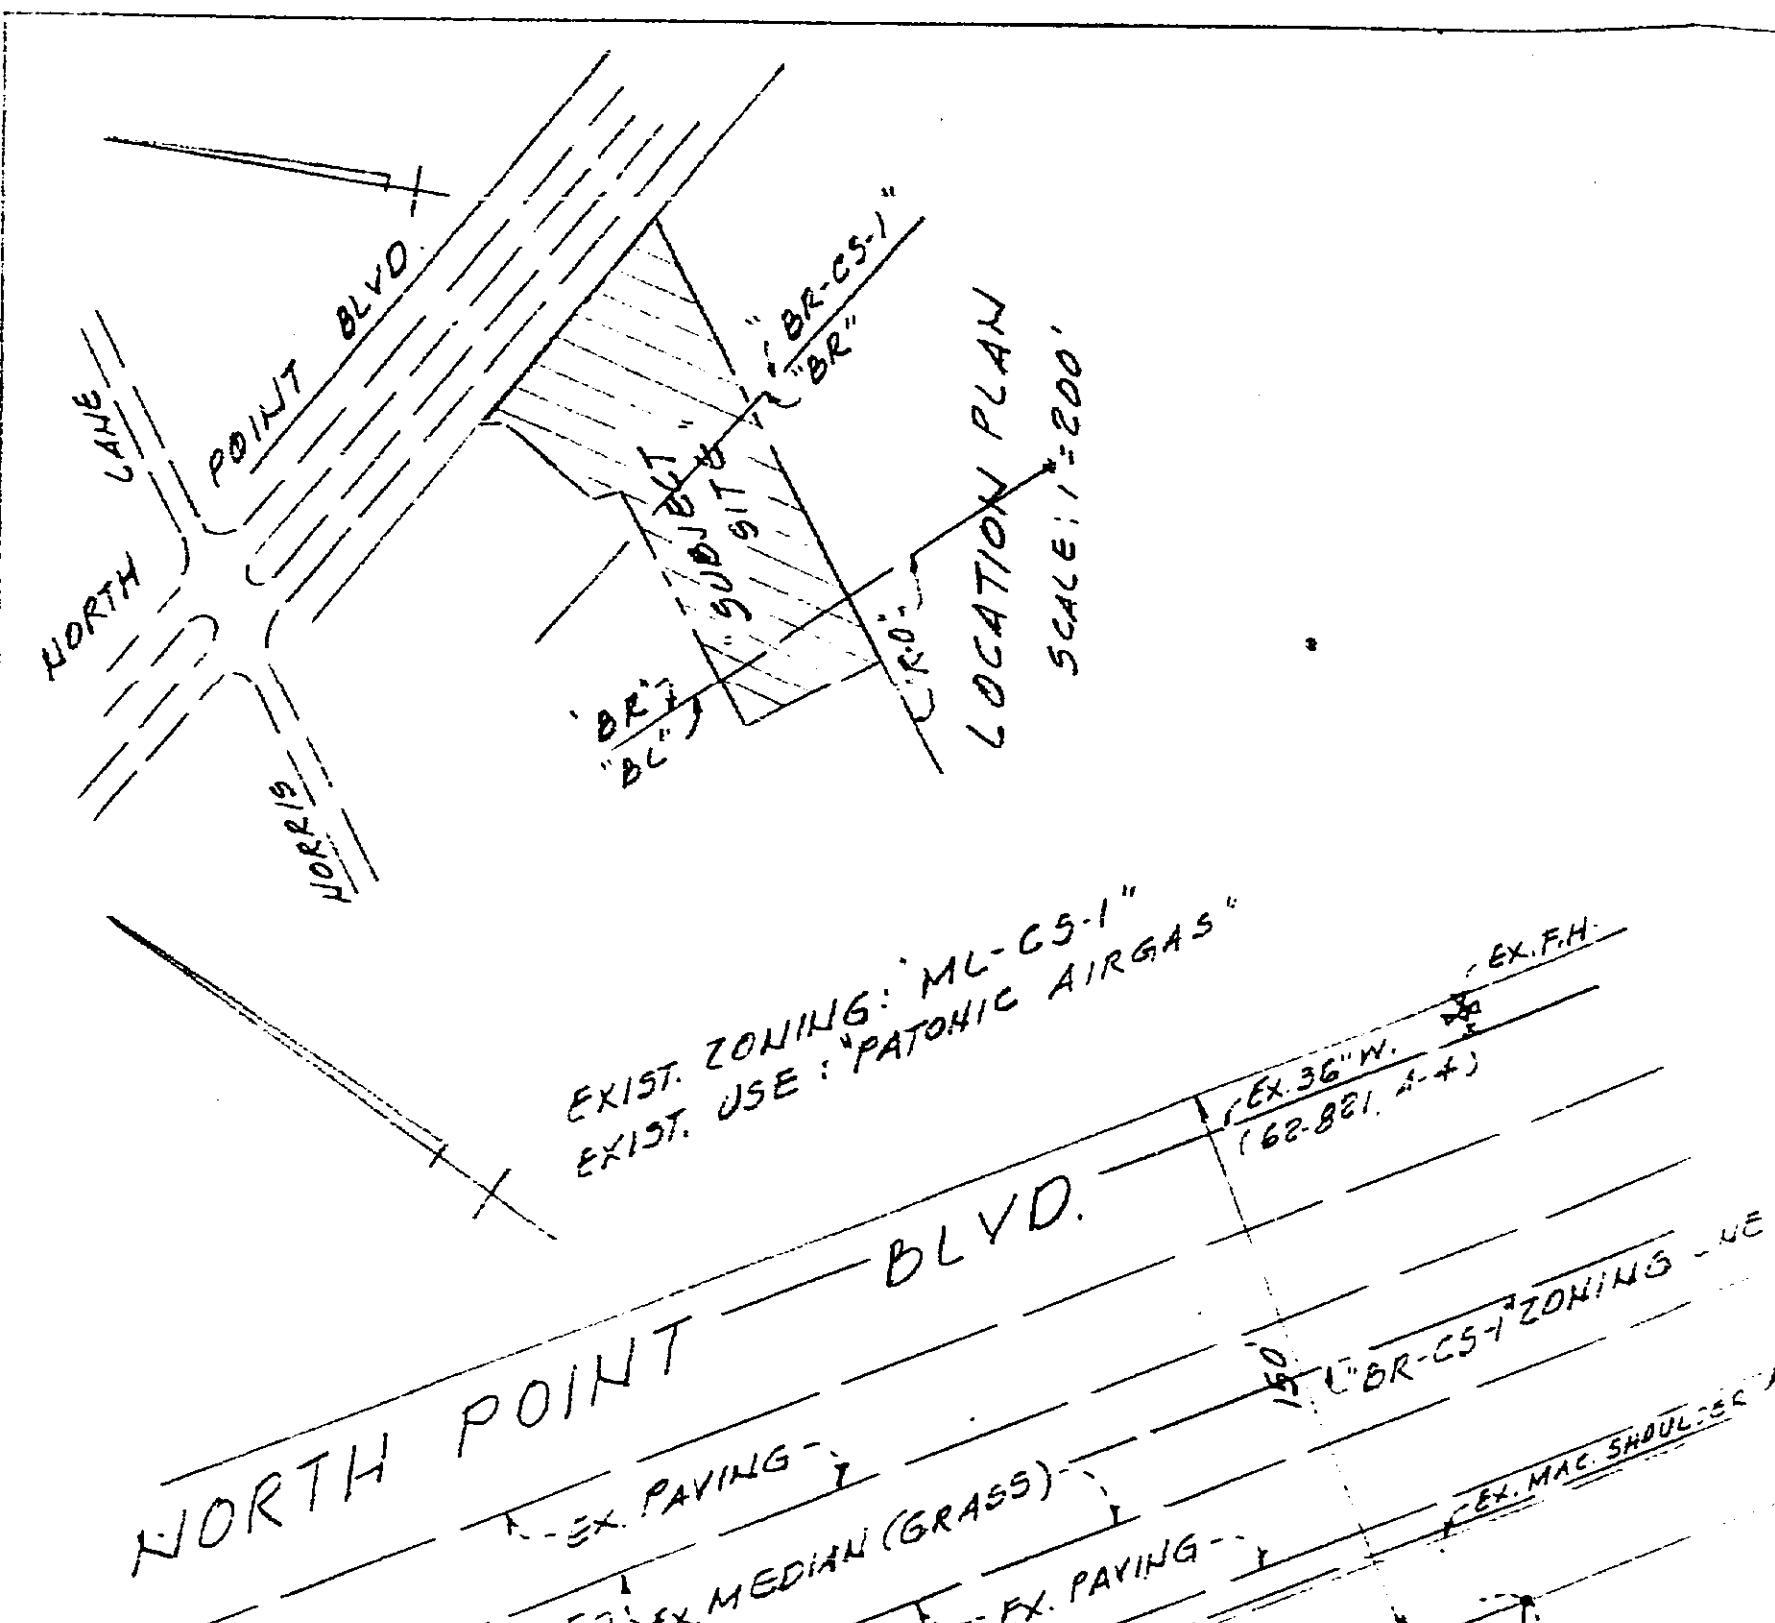 NORTH POINT BLVD.
LANE
NORRIS
"BR-CS-1"
"BR"
"SUBJECT
SITE"
"BR"
"BL"
"R.O."
LOCATION PLAN
SCALE: 1"=200'
EXIST. ZONING: "ML-CS-1"
EXIST. USE: "PATONIC AIRGAS"
EX. F.H.
EX. 36" W.
(62-821, A-4)
NORTH POINT BLVD.
150'
"BR-CS-1" ZONING
EX. PAVING
EX. MEDIAN (GRASS)
EX. PAVING
EX. MAC. SHOULDER